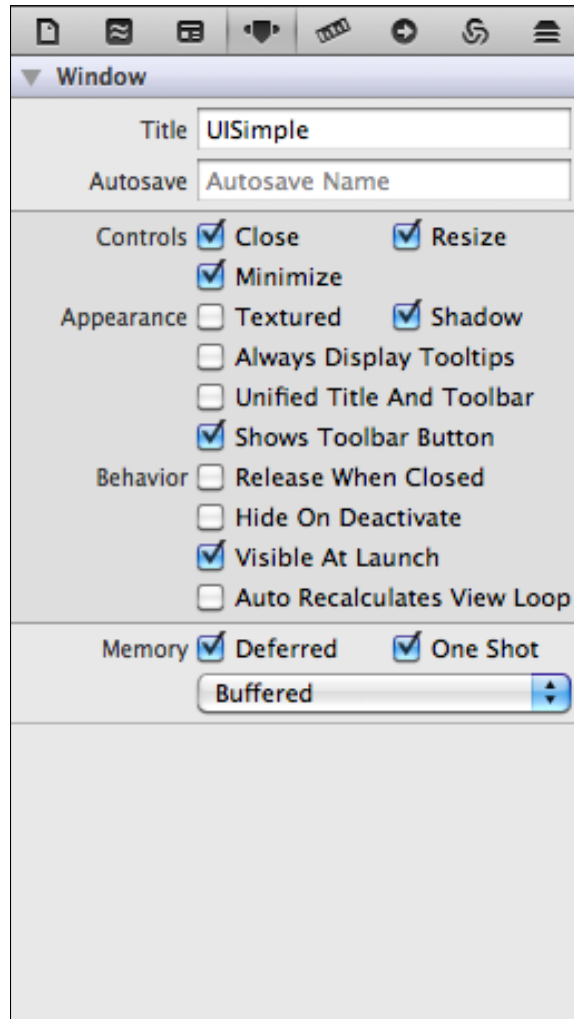 Window
Title UISimple
Autosave Autosave Name
Controls Close Resize
Minimize
Appearance Textured Shadow
Always Display Tooltips
Unified Title And Toolbar
Shows Toolbar Button
Behavior Release When Closed
Hide On Deactivate
Visible At Launch
Auto Recalculates View Loop
Memory Deferred One Shot
Buffered